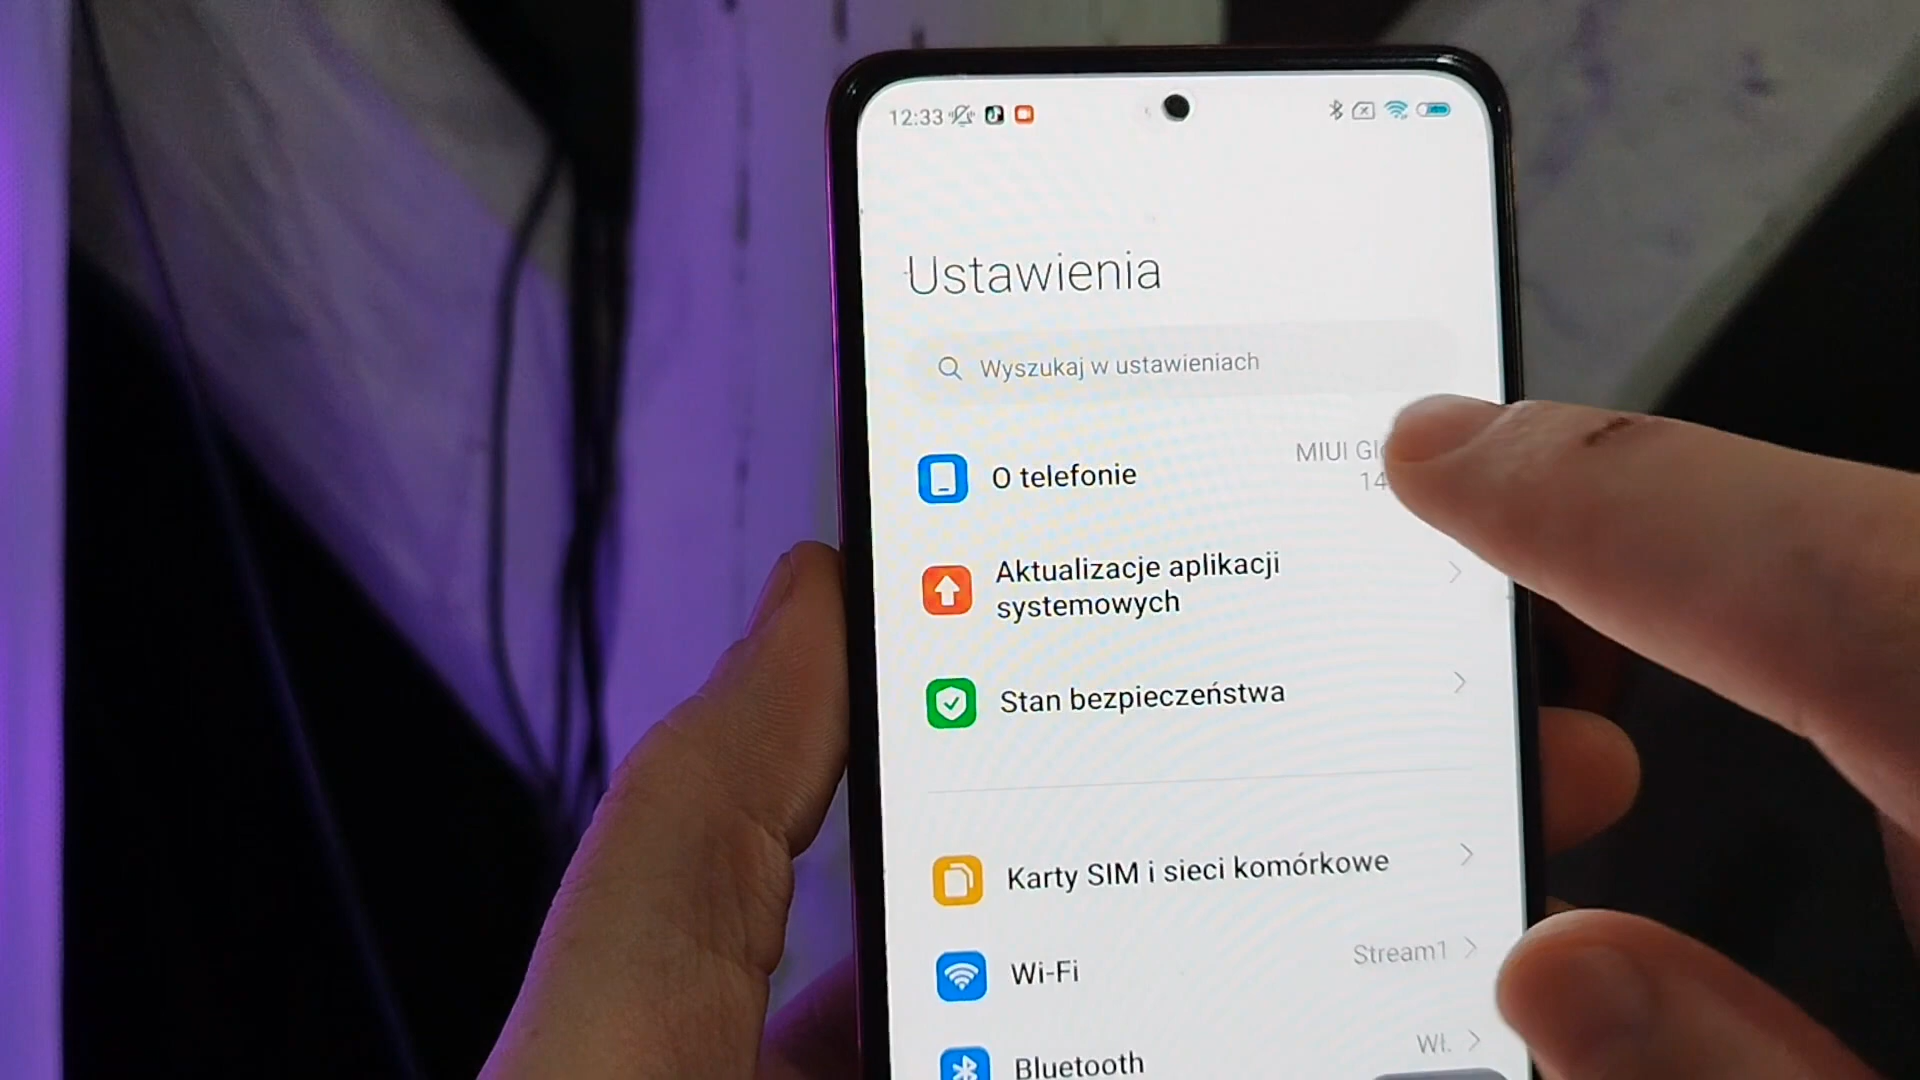 12:33
Ustawienia
Wyszukaj w ustawieniach
O telefonie
MIUI
14
Aktualizacje aplikacji
systemowych
Stan bezpieczeństwa
Karty SIM i sieci komórkowe
Wi-Fi
Stream1
Bluetooth
Wł.